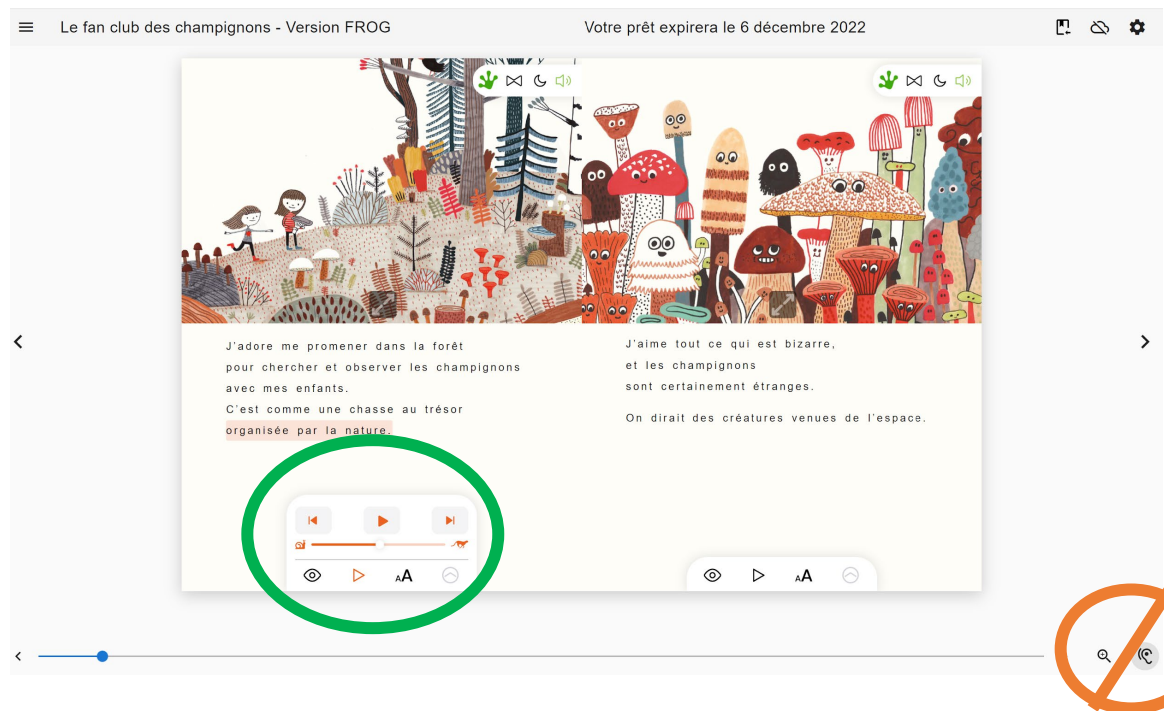 Le fan club des champignons - Version FROG
Votre prêt expirera le 6 décembre 2022
J'adore me promener dans la forêt
pour chercher et observer les champignons
avec mes enfants.
C'est comme une chasse au trésor
organisée par la nature.
J'aime tout ce qui est bizarre,
et les champignons
sont certainement étranges.
On dirait des créatures venues de l'espace.
AA
AA